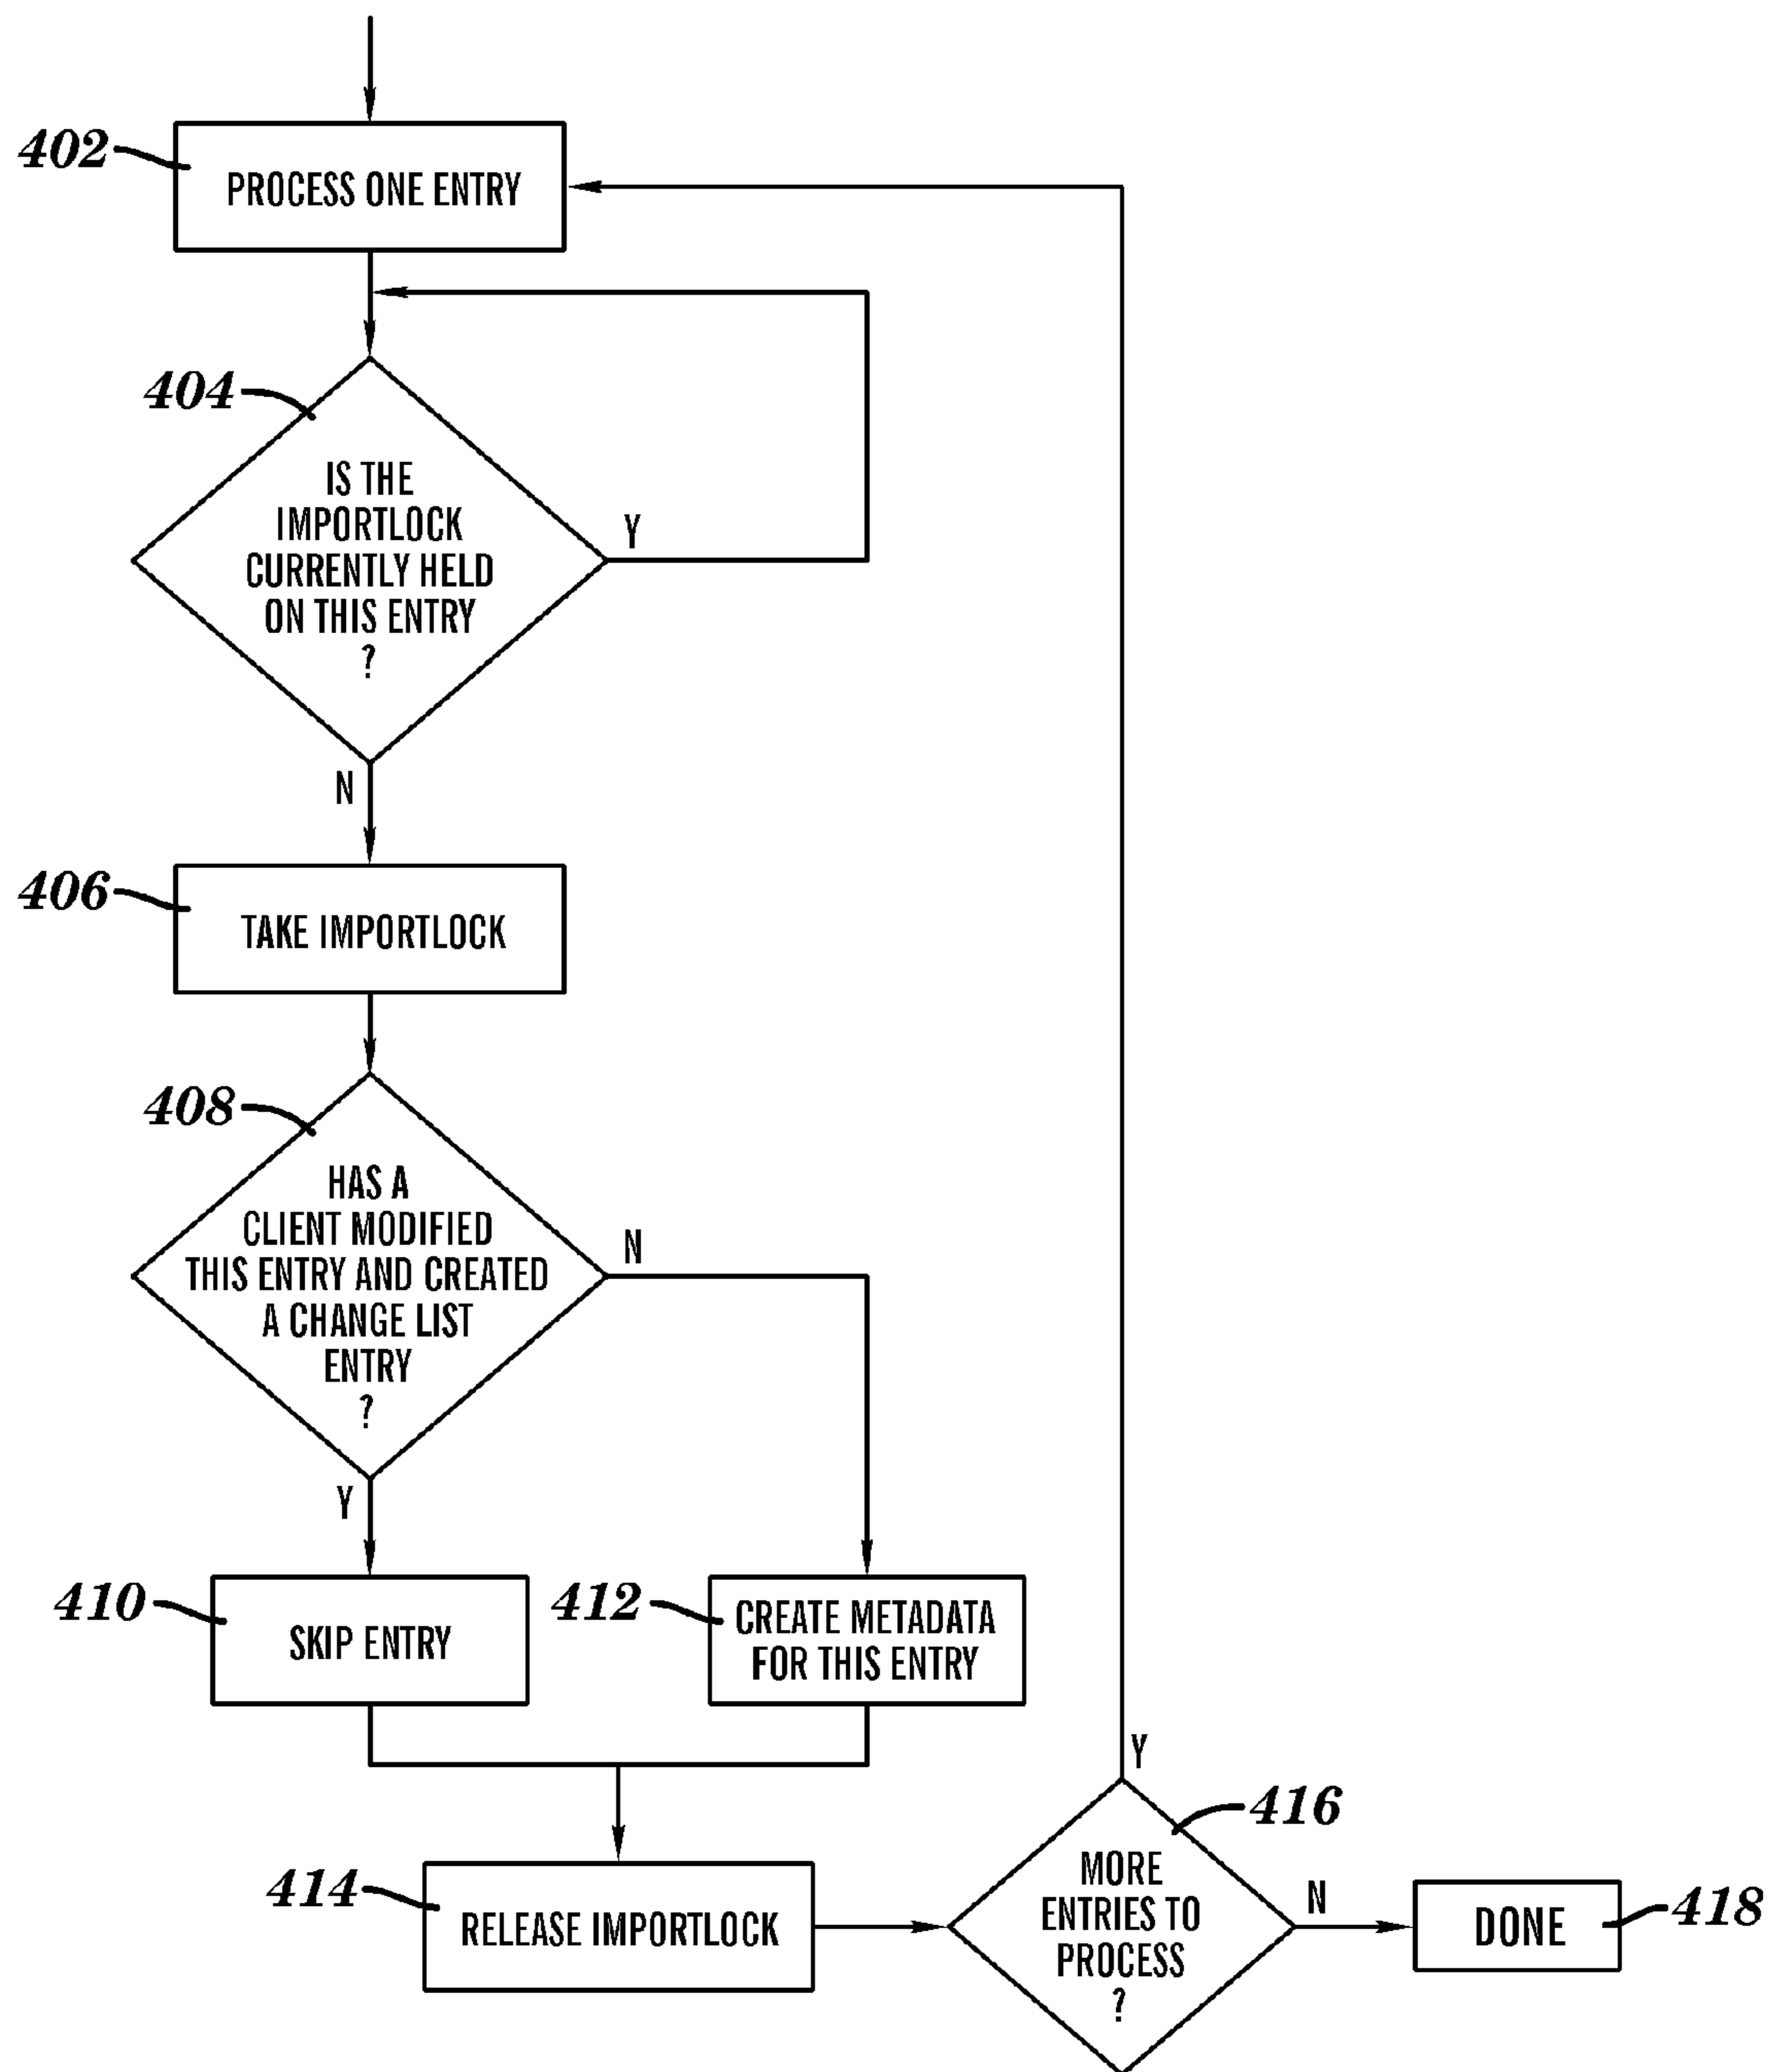 402
PROCESS ONE ENTRY
404
IS THE
IMPORTLOCK
CURRENTLY HELD
ON THIS ENTRY
?
Y
N
406
TAKE IMPORTLOCK
408
HAS A
CLIENT MODIFIED
THIS ENTRY AND CREATED
A CHANGE LIST
ENTRY
?
N
Y
410
SKIP ENTRY
412
CREATE METADATA
FOR THIS ENTRY
414
RELEASE IMPORTLOCK
Y
416
MORE
ENTRIES TO
PROCESS
?
N
DONE
418